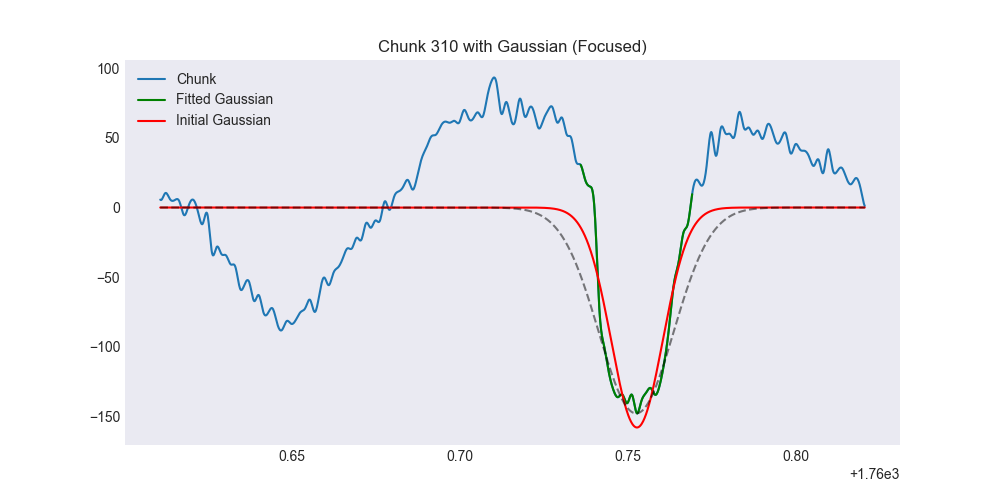 Chunk 310 with Gaussian (Focused)
Chunk
Fitted Gaussian
Initial Gaussian
100
50
0
−50
−100
−150
0.65 0.70 0.75 0.80
+1.76e3